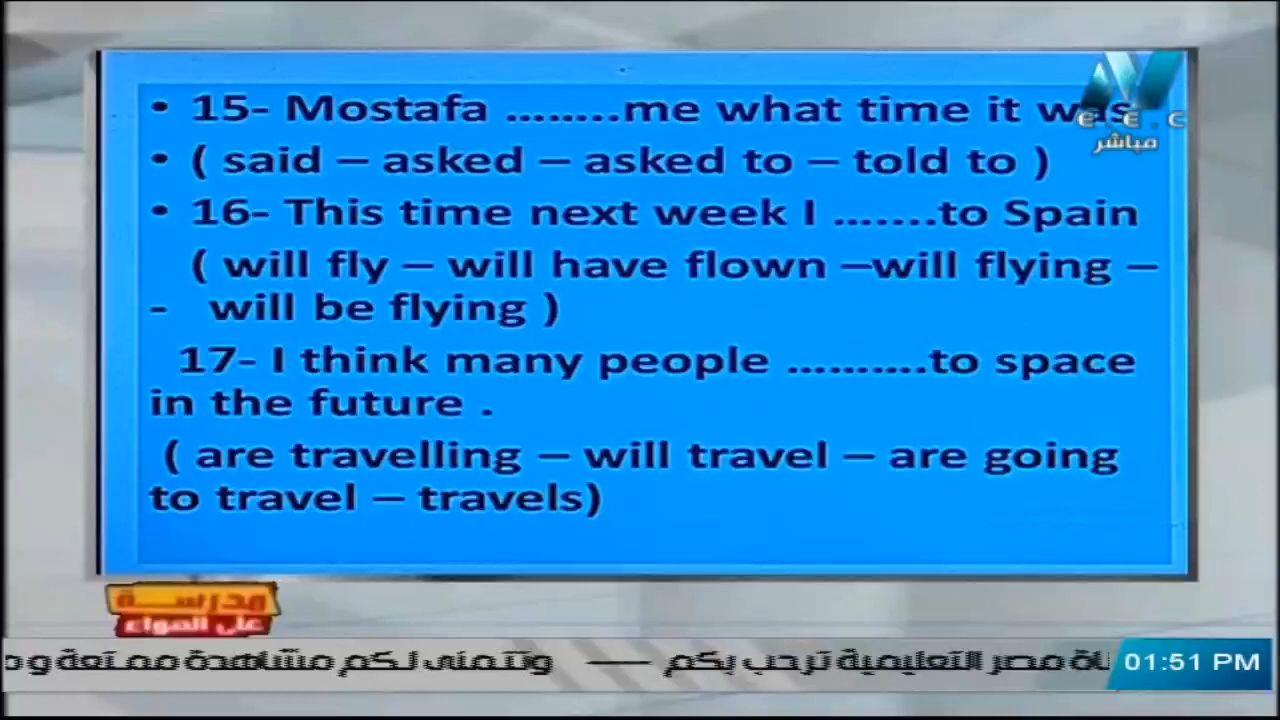 • 15- Mostafa ........me what time it was
• ( said – asked – asked to – told to )
• 16- This time next week I .......to Spain
( will fly – will have flown –will flying –
- will be flying )
17- I think many people ..........to space
in the future .
( are travelling – will travel – are going
to travel – travels)
E.E.C
مباشر
مدرسة
على الهواء
مصر التعليمية ترحب بكم —— وتتمنى لكم مشاهدة ممتعة
01:51 PM